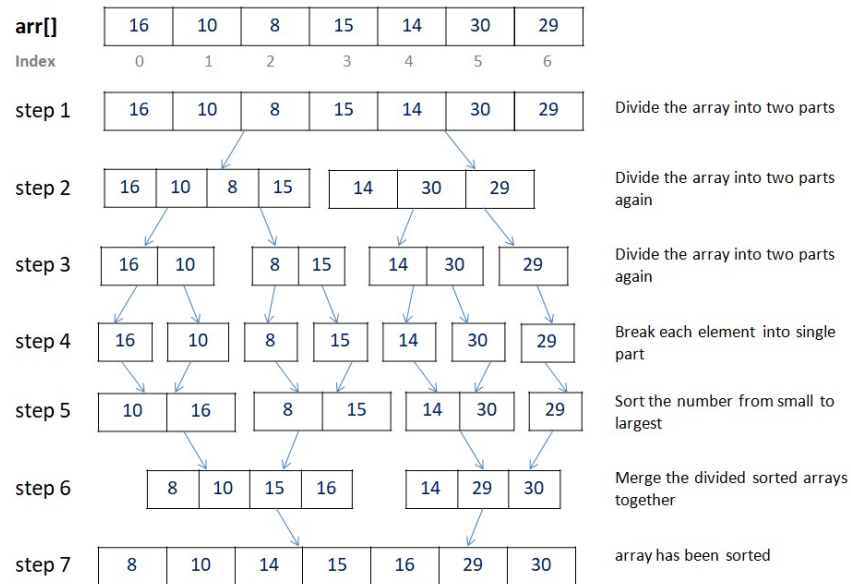 arr[] 16 10 8 15 14 30 29
Index 0 1 2 3 4 5 6
step 1 16 10 8 15 14 30 29 Divide the array into two parts
step 2 16 10 8 15 14 30 29 Divide the array into two parts
again
step 3 16 10 8 15 14 30 29 Divide the array into two parts
again
step 4 16 10 8 15 14 30 29 Break each element into single
part
step 5 10 16 8 15 14 30 29 Sort the number from small to
largest
step 6 8 10 15 16 14 29 30 Merge the divided sorted arrays
together
step 7 8 10 14 15 16 29 30 array has been sorted